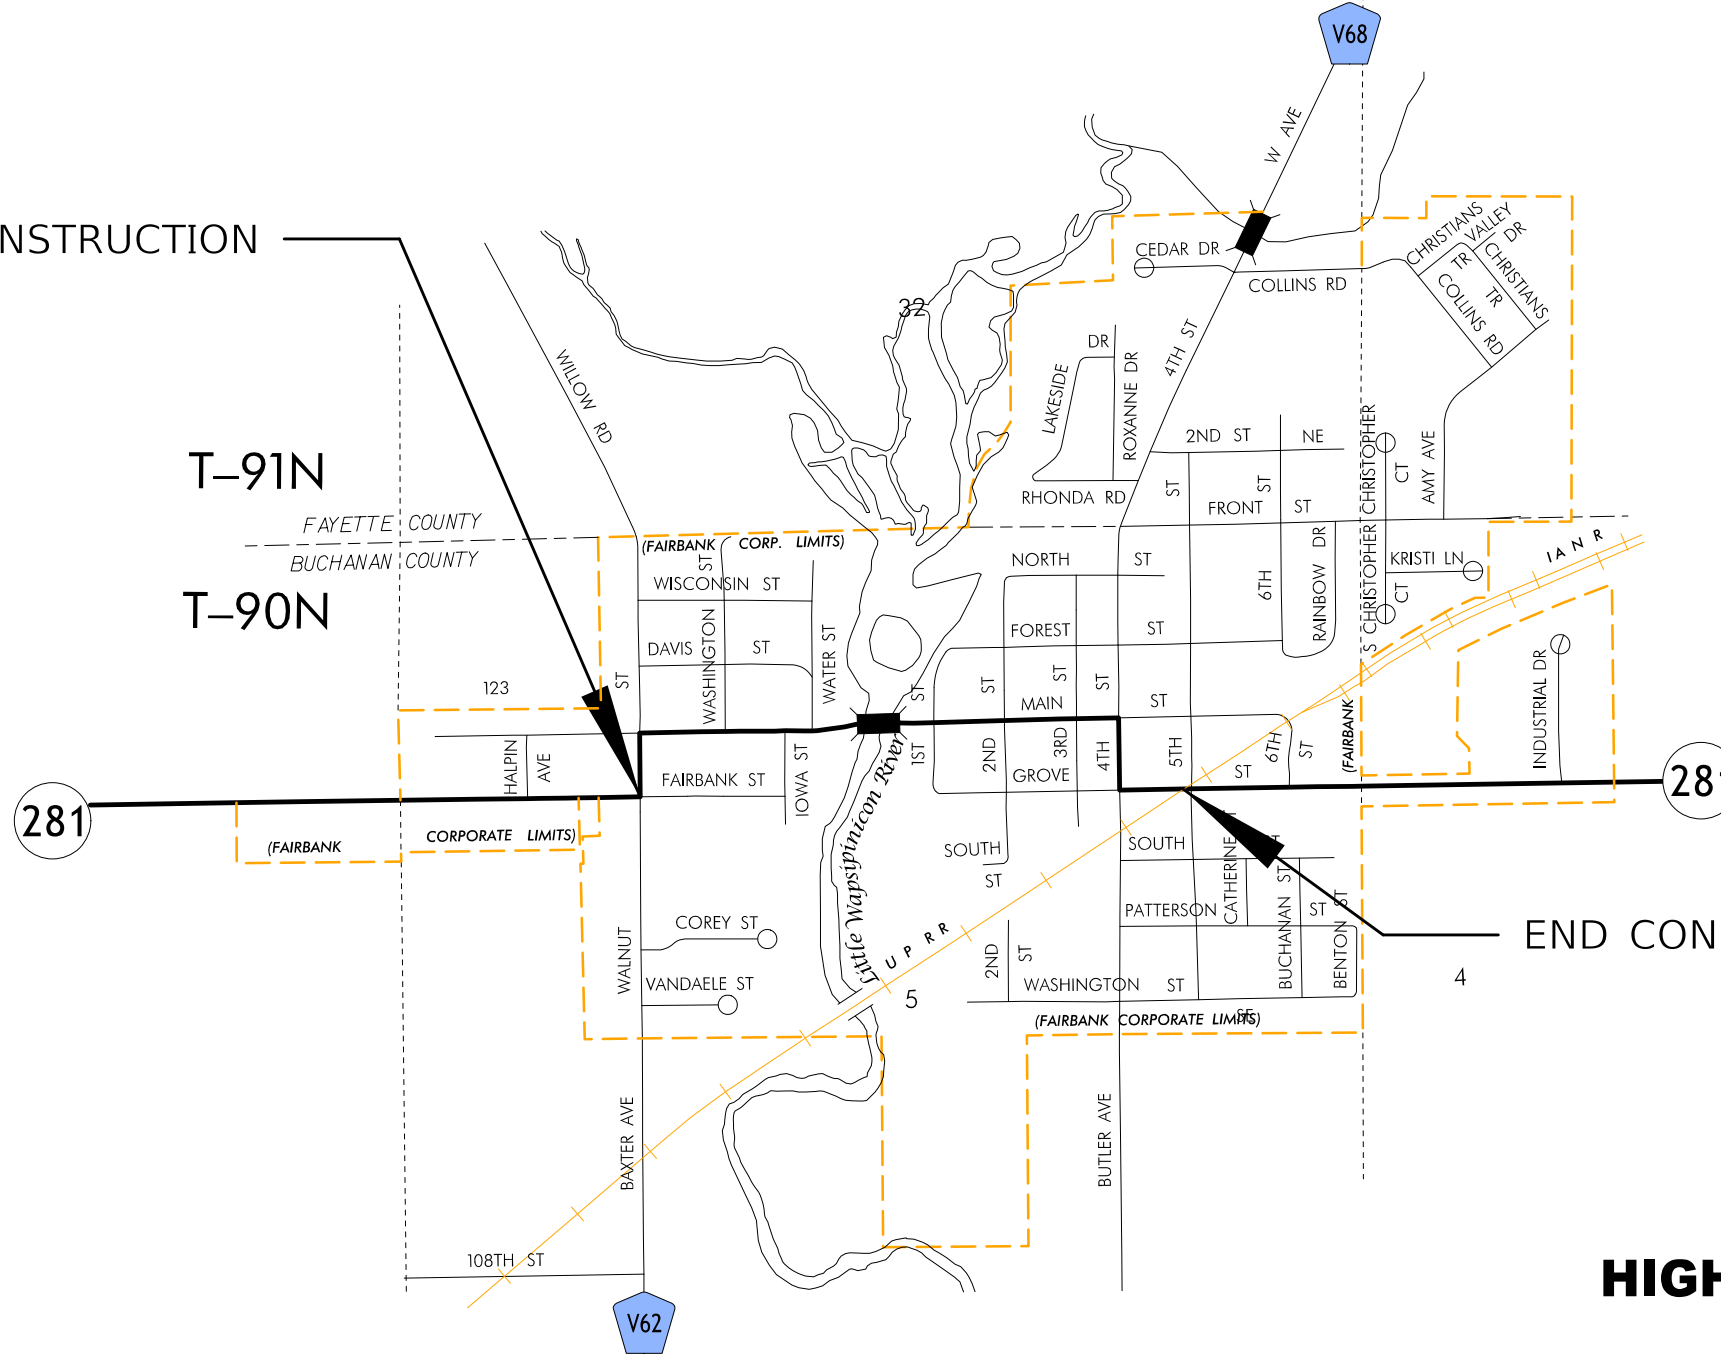 V68
W AVE
NSTRUCTION
CHRISTIANS
VALLEY
DR
CEDAR DR
TR
CHRISTIANS
COLLINS RD
COLLINS RD
TR
32
4TH ST
DR
ROXANNE DR
LAKESIDE
WILLOW RD
2ND ST NE
S CHRISTOPHER CHRISTOPHER
CT
AMY AVE
T–91N
RHONDA RD
ST
ST
FRONT ST
FAYETTE COUNTY
BUCHANAN COUNTY
(FAIRBANK CORP. LIMITS)
NORTH ST
IANR
KRISTI LN
CT
WISCONSIN ST
ST
WASHINGTON
6TH
RAINBOW DR
T–90N
FOREST ST
DAVIS ST
WATER ST
INDUSTRIAL DR
123
ST
ST
ST
ST
ST
MAIN ST
(FAIRBANK
HALPIN
AVE
FAIRBANK ST
IOWA ST
1ST
2ND
3RD
4TH
5TH
6TH
ST
GROVE ST
281
281
(FAIRBANK CORPORATE LIMITS)
Little Wapsipinicon River
SOUTH
ST
SOUTH
CATHERINE
PATTERSON ST
BUCHANAN ST
BENTON ST
COREY ST
WALNUT
UP RR
2ND
ST
END CON
VANDAELE ST
5
WASHINGTON ST
4
(FAIRBANK CORPORATE LIMITS)
SE
BAXTER AVE
BUTLER AVE
108TH ST
HIGH
V62